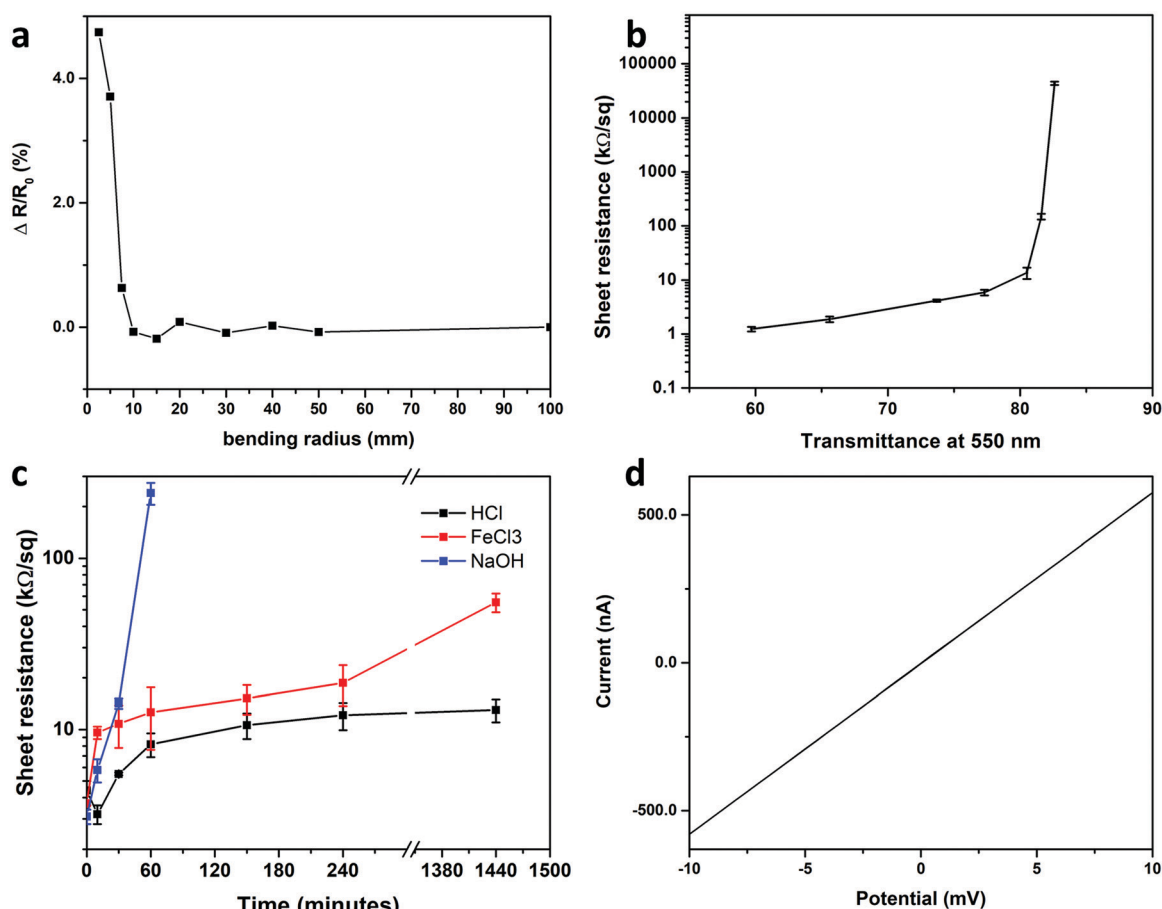 a
4.0
2.0
0.0
Δ R/R0 (%)
0 10 20 30 40 50 60 70 80 90 100
bending radius (mm)
b
100000
10000
1000
100
10
1
0.1
Sheet resistance (kΩ/sq)
60 70 80 90
Transmittance at 550 nm
c
HCl
FeCl3
NaOH
100
10
Sheet resistance (kΩ/sq)
0 60 120 180 240 1380 1440 1500
Time (minutes)
d
500.0
0.0
-500.0
Current (nA)
-10 -5 0 5 10
Potential (mV)